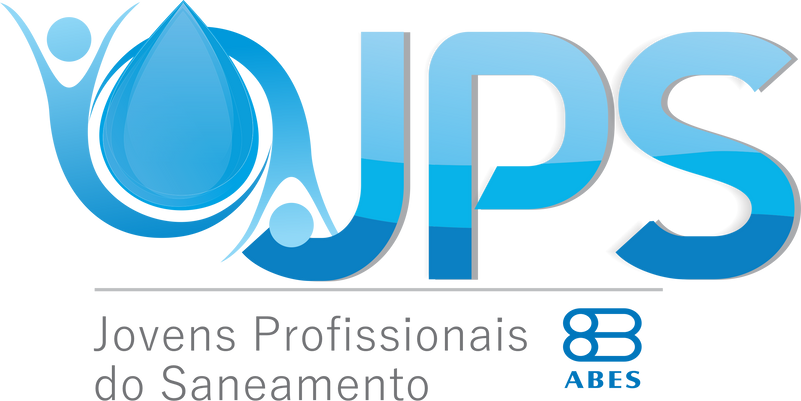 JPS
Jovens Profissionais
do Saneamento
ABES